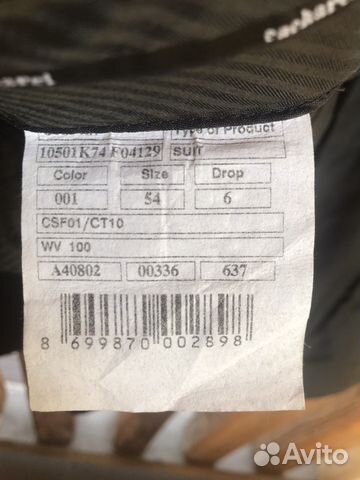 cacharel
Type of Product
10501K74 F04129 SUIT
Color Size Drop
001 54 6
CSF01/CT10
WV 100
A40802 00336 637
8 699870 002898
Avito